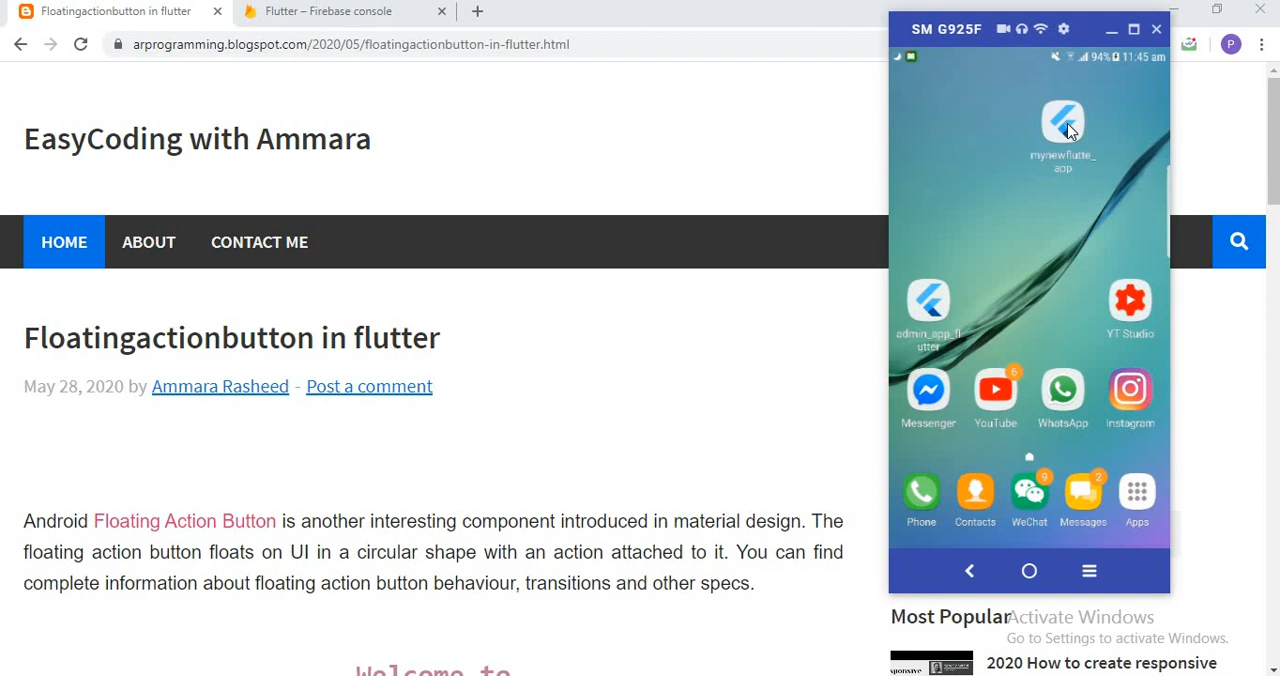 Floatingactionbutton in flutter
Flutter – Firebase console
arprogramming.blogspot.com/2020/05/floatingactionbutton-in-flutter.html
P
EasyCoding with Ammara
HOME ABOUT CONTACT ME
Floatingactionbutton in flutter
May 28, 2020 by Ammara Rasheed - Post a comment
Android Floating Action Button is another interesting component introduced in material design. The
floating action button floats on UI in a circular shape with an action attached to it. You can find
complete information about floating action button behaviour, transitions and other specs.
Welcome to
SM G925F
94% 11:45 am
mynewflutte_
app
admin_app_fl
utter
YT Studio
6
Messenger YouTube WhatsApp Instagram
9 2
Phone Contacts WeChat Messages Apps
Most Popular
Activate Windows
Go to Settings to activate Windows.
2020 How to create responsive